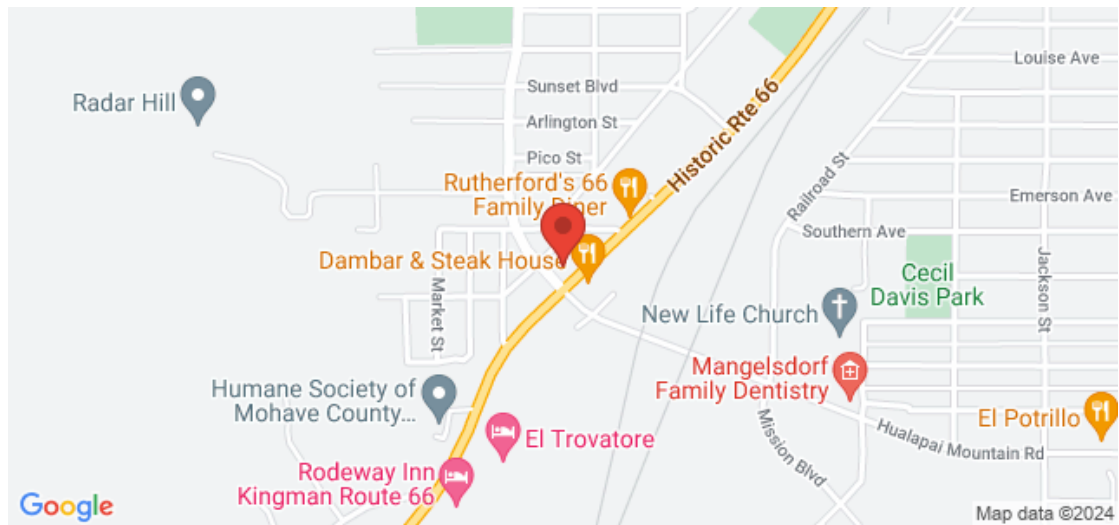 Louise Ave
Sunset Blvd
Radar Hill
Arlington St
Historic Rte 66
Pico St
Railroad St
Rutherford's 66
Family Diner
Emerson Ave
Southern Ave
Dambar & Steak House
Cecil
Davis Park
Jackson St
Market St
New Life Church
Mangelsdorf
Family Dentistry
Humane Society of
Mohave County...
El Potrillo
Mission Blvd
Hualapai Mountain Rd
El Trovatore
Rodeway Inn
Kingman Route 66
Google
Map data ©2024